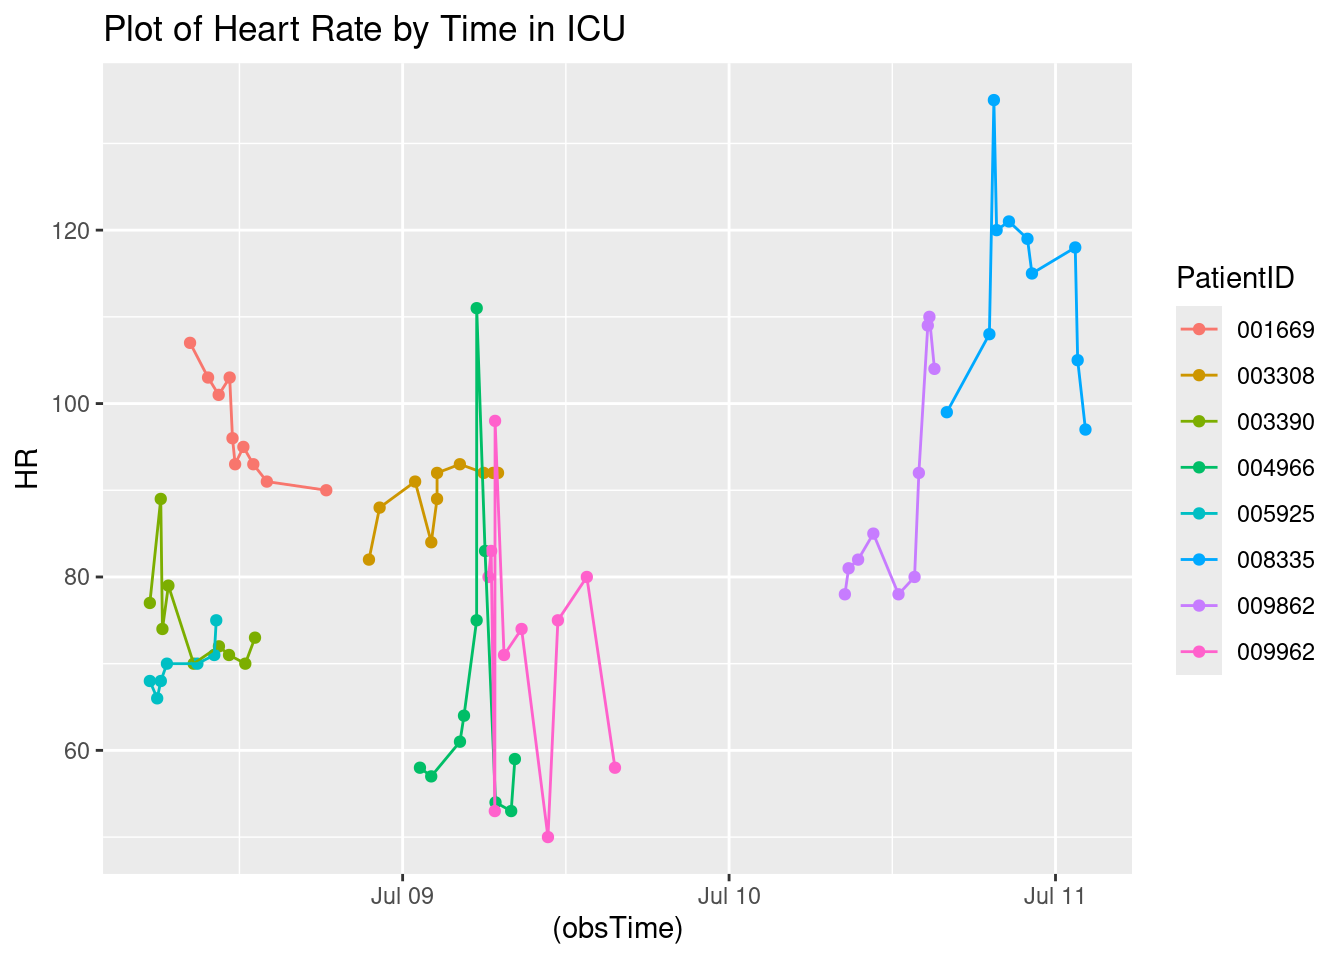 Plot of Heart Rate by Time in ICU
HR
120
100
80
60
Jul 09
Jul 10
Jul 11
(obsTime)
PatientID
001669
003308
003390
004966
005925
008335
009862
009962